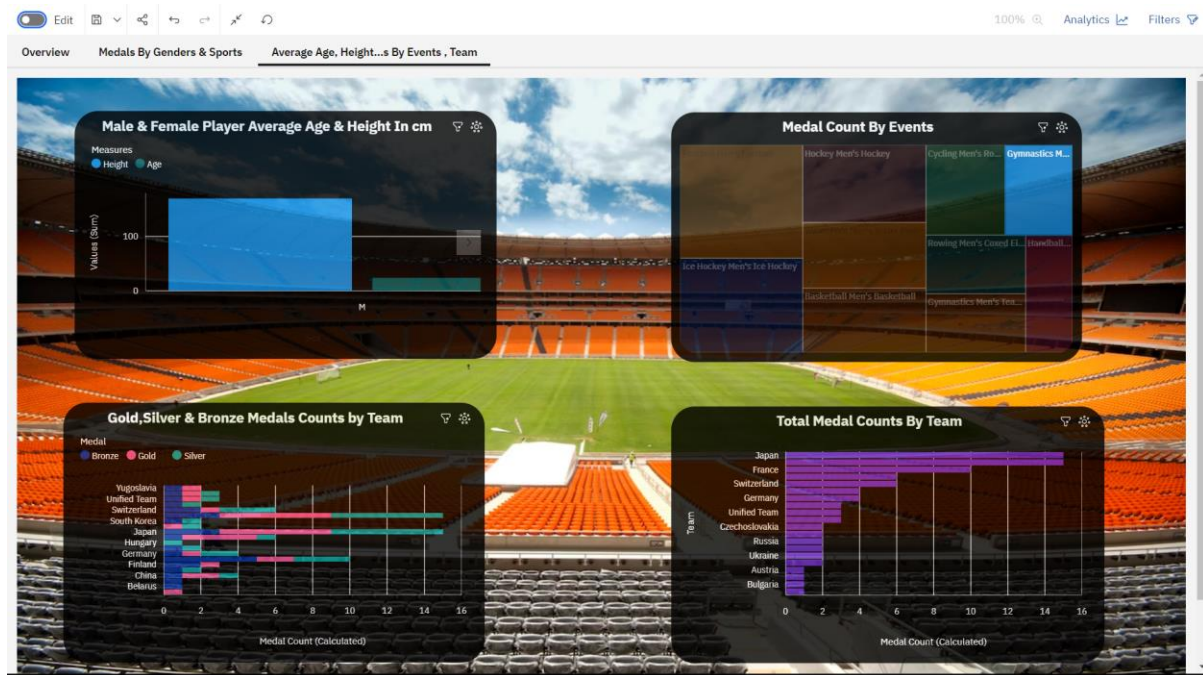 Edit
100%
Analytics
Filters
Overview
Medals By Genders & Sports
Average Age, Height...s By Events , Team
Male & Female Player Average Age & Height In cm
Measures
Height Age
Values (Sum)
100
0
M
Medal Count By Events
Hockey Men's Hockey
Cycling Men's Ro...
Gymnastics M...
Rowing Men's Coxed Ei...
Handball...
Ice Hockey Men's Ice Hockey
Basketball Men's Basketball
Gymnastics Men's Tea...
Gold,Silver & Bronze Medals Counts by Team
Medal
Bronze Gold Silver
Yugoslavia
Unified Team
Switzerland
South Korea
Japan
Hungary
Germany
Finland
China
Belarus
0 2 4 6 8 10 12 14 16
Medal Count (Calculated)
Total Medal Counts By Team
Team
Japan
France
Switzerland
Germany
Unified Team
Czechoslovakia
Russia
Ukraine
Austria
Bulgaria
0 2 4 6 8 10 12 14 16
Medal Count (Calculated)